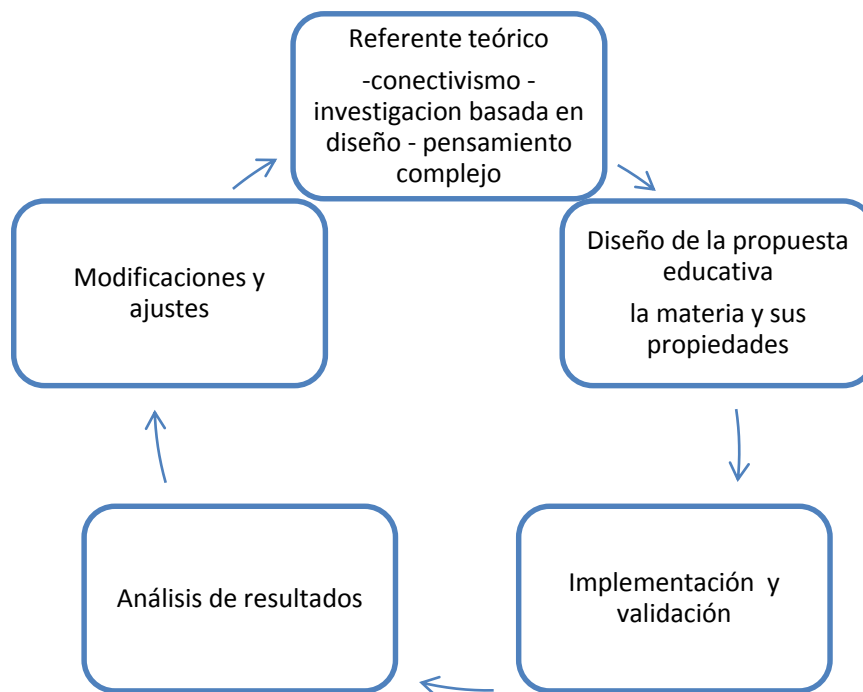 Referente teórico
-conectivismo -
investigacion basada en
diseño - pensamiento
complejo
Diseño de la propuesta
educativa
la materia y sus
propiedades
Implementación y
validación
Análisis de resultados
Modificaciones y
ajustes